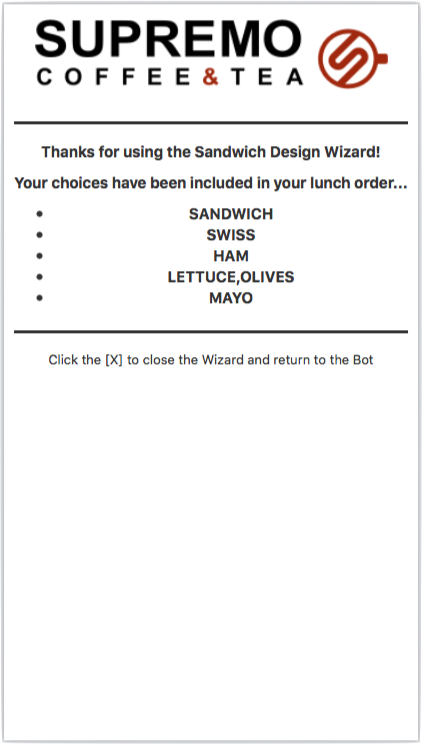 SUPREMO
COFFEE & TEA
Thanks for using the Sandwich Design Wizard!
Your choices have been included in your lunch order...
• SANDWICH
• SWISS
• HAM
• LETTUCE,OLIVES
• MAYO
Click the [X] to close the Wizard and return to the Bot